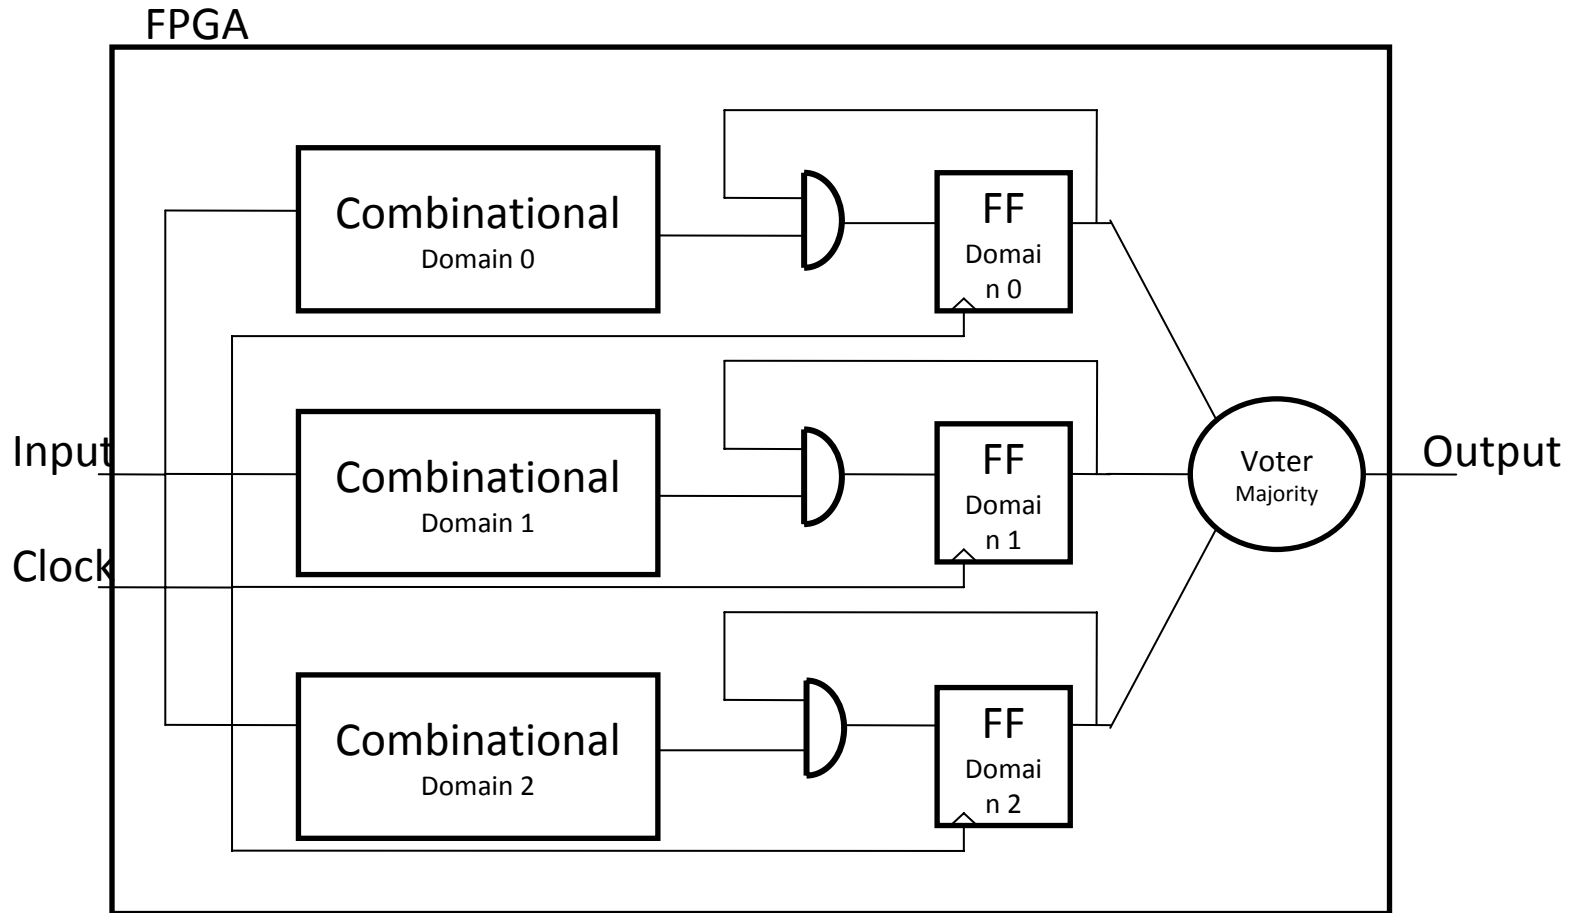 FPGA
Combinational
Domain 0
FF
Domai
n 0
Input
Combinational
Domain 1
FF
Domai
n 1
Voter
Majority
Output
Clock
Combinational
Domain 2
FF
Domai
n 2